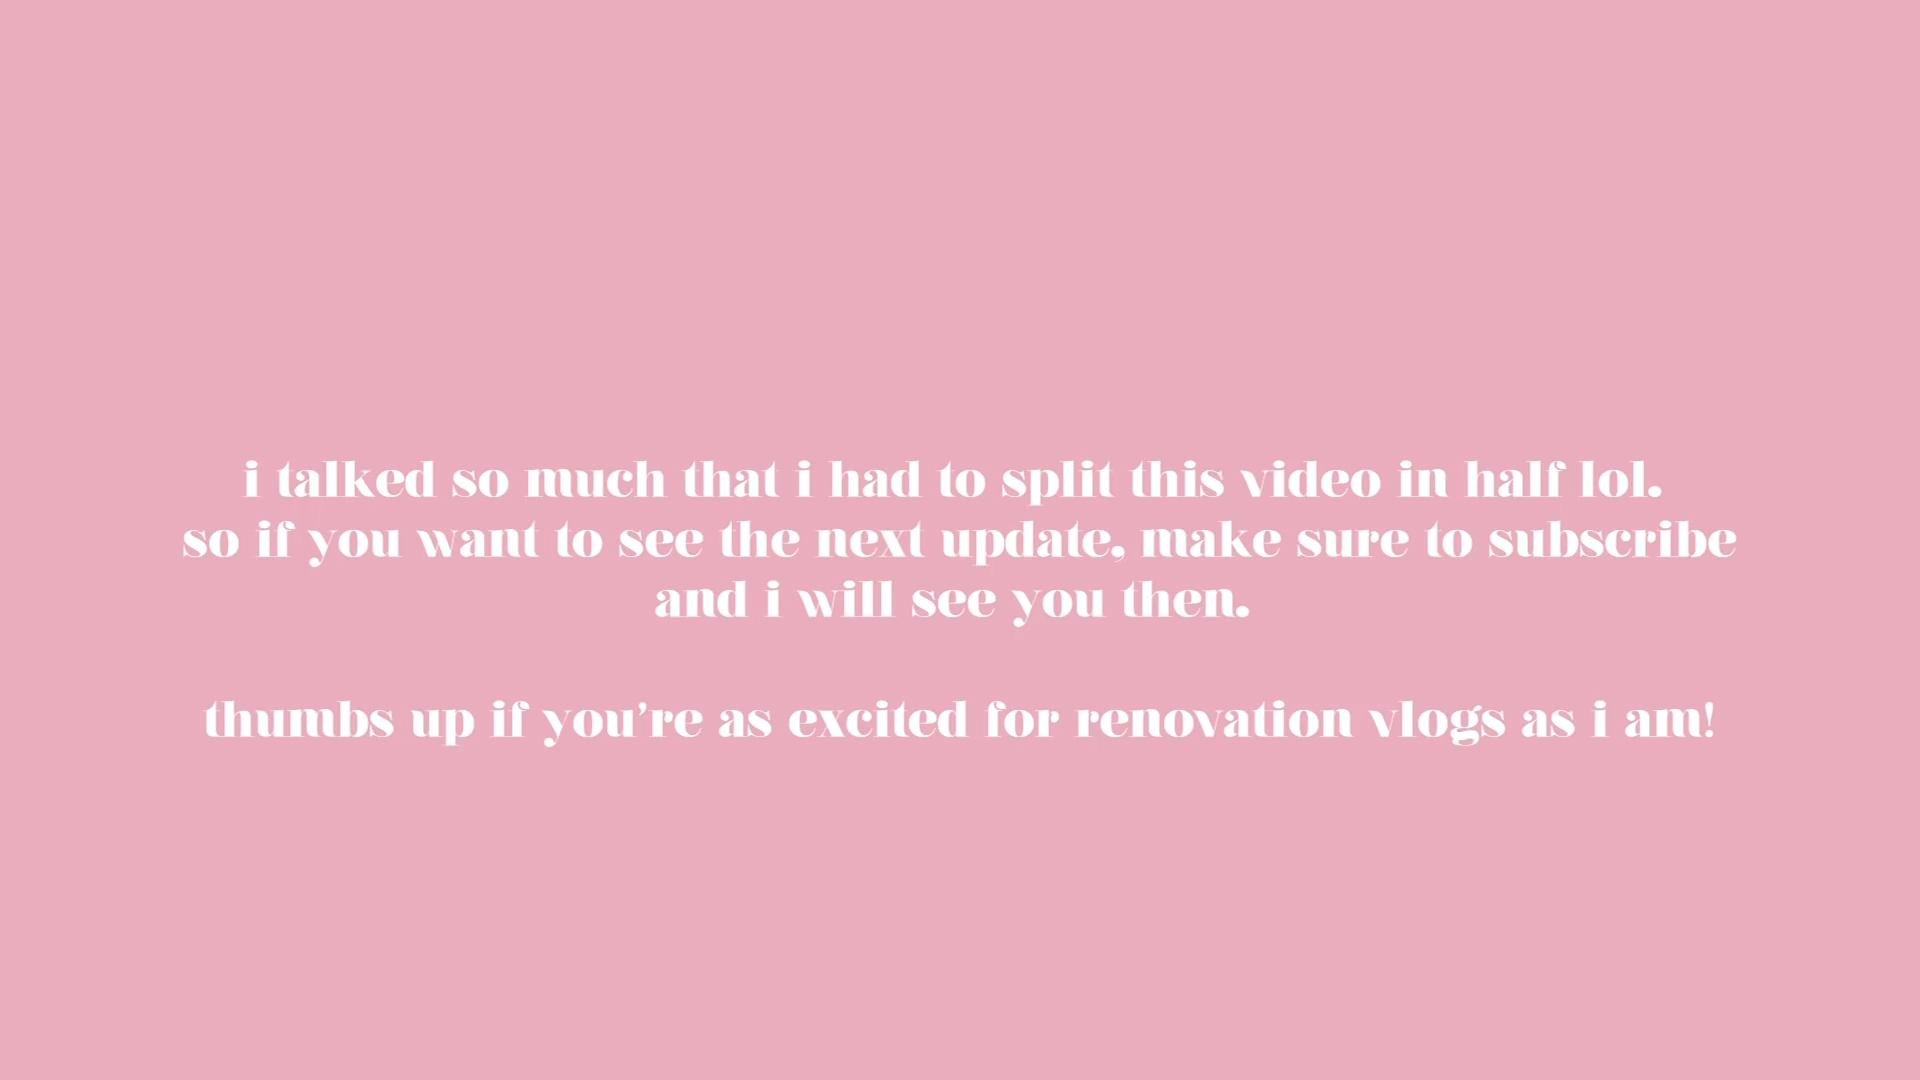 i talked so much that i had to split this video in half lol.
so if you want to see the next update, make sure to subscribe
and i will see you then.
thumbs up if you're as excited for renovation vlogs as i am!